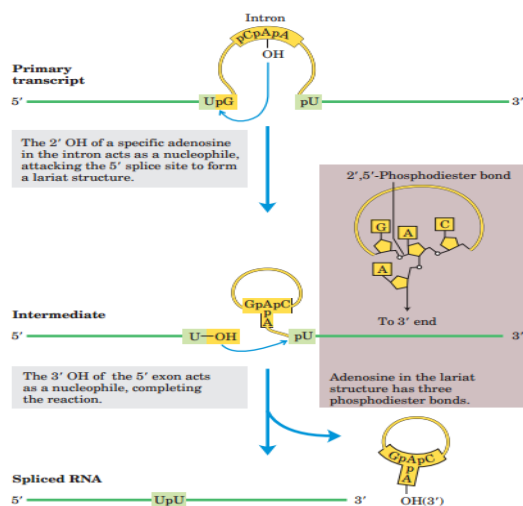 Intron
pCpApA
OH
Primary
transcript
5′ UpG pU 3′
The 2′ OH of a specific adenosine
in the intron acts as a nucleophile,
attacking the 5′ splice site to form
a lariat structure.
2′,5′-Phosphodiester bond
G A C
A
To 3′ end
Adenosine in the lariat
structure has three
phosphodiester bonds.
GpApC
p
A
Intermediate
5′ U—OH pU 3′
The 3′ OH of the 5′ exon acts
as a nucleophile, completing
the reaction.
GpApC
p
A
OH(3′)
Spliced RNA
5′ UpU 3′